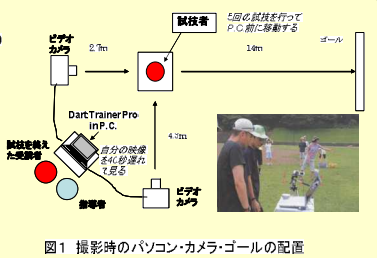 ビデオ
カメラ
2.7m
試技者
5回の試技を行って
P.C.前に移動する
14m
ゴール
DartTrainerPro
in P.C.
自分の映像
を40秒遅れ
て見る
4.3m
試技を終え
た受講者
指導者
ビデオ
カメラ
図1 撮影時のパソコン・カメラ・ゴールの配置